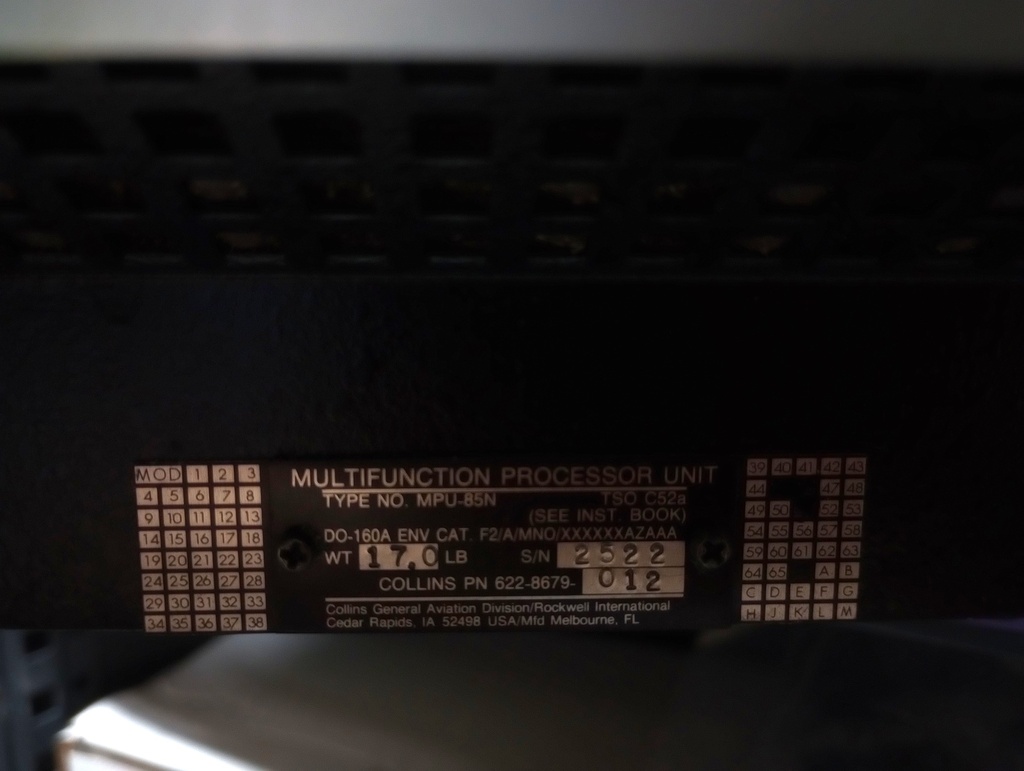 MOD 1 2 3
4 5 6 7 8
9 10 11 12 13
14 15 16 17 18
19 20 21 22 23
24 25 26 27 28
29 30 31 32 33
34 35 36 37 38
MULTIFUNCTION PROCESSOR UNIT
TYPE NO. MPU-85N TSO C52a
(SEE INST. BOOK)
DO-160A ENV CAT. F2/A/MNO/XXXXXXAZAAA
WT 17.0 LB S/N 2522
COLLINS PN 622-8679-012
Collins General Aviation Division/Rockwell International
Cedar Rapids, IA 52498 USA/Mfd Melbourne, FL
39 40 41 42 43
44 47 48
49 50 52 53
54 55 56 57 58
59 60 61 62 63
64 65 A B
C D E F G
H J K L M